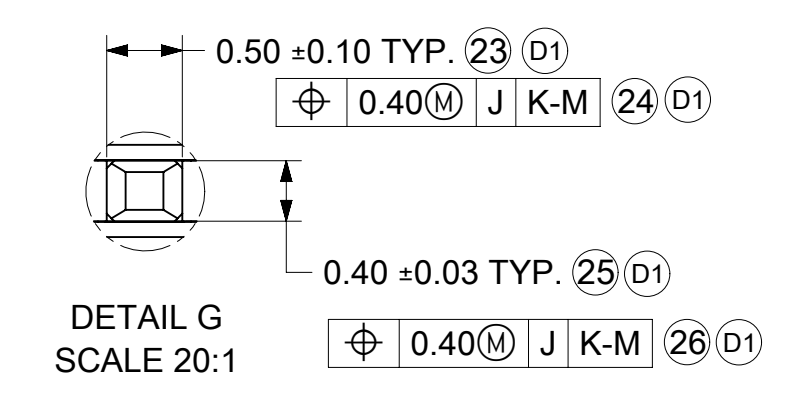 0.50 ±0.10 TYP. 23 D1
⌖ 0.40Ⓜ J K-M 24 D1
0.40 ±0.03 TYP. 25 D1
DETAIL G
SCALE 20:1
⌖ 0.40Ⓜ J K-M 26 D1